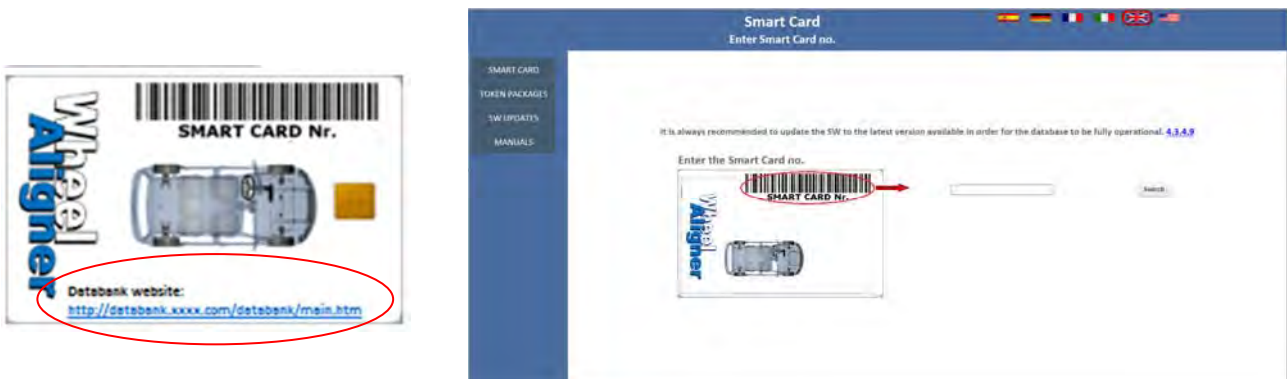 Wheel
Aligner
SMART CARD Nr.
Databank website:
http://databank.xxxx.com/databank/main.htm
Smart Card
Enter Smart Card no.
SMART CARD
TOKEN PACKAGES
SW UPDATES
MANUALS
It is always recommended to update the SW to the latest version available in order for the database to be fully operational. 4.3.4.9
Enter the Smart Card no.
SMART CARD Nr.
Wheel
Aligner
Search